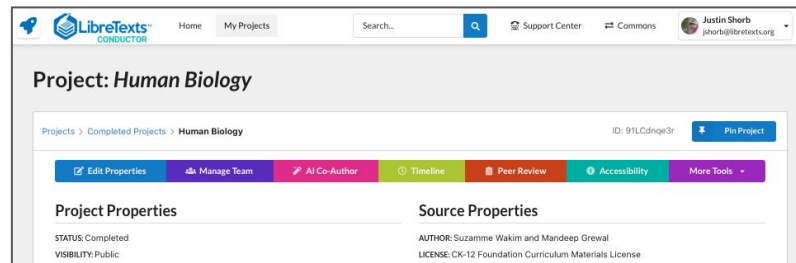 LibreTexts™ CONDUCTOR
Home
My Projects
Search...
Support Center
Commons
Justin Shorb
jshorb@libretexts.org
Project: Human Biology
Projects > Completed Projects > Human Biology
ID: 91LCdnqe3r
Pin Project
Edit Properties
Manage Team
AI Co-Author
Timeline
Peer Review
Accessibility
More Tools
Project Properties
STATUS: Completed
VISIBILITY: Public
Source Properties
AUTHOR: Suzamme Wakim and Mandeep Grewal
LICENSE: CK-12 Foundation Curriculum Materials License